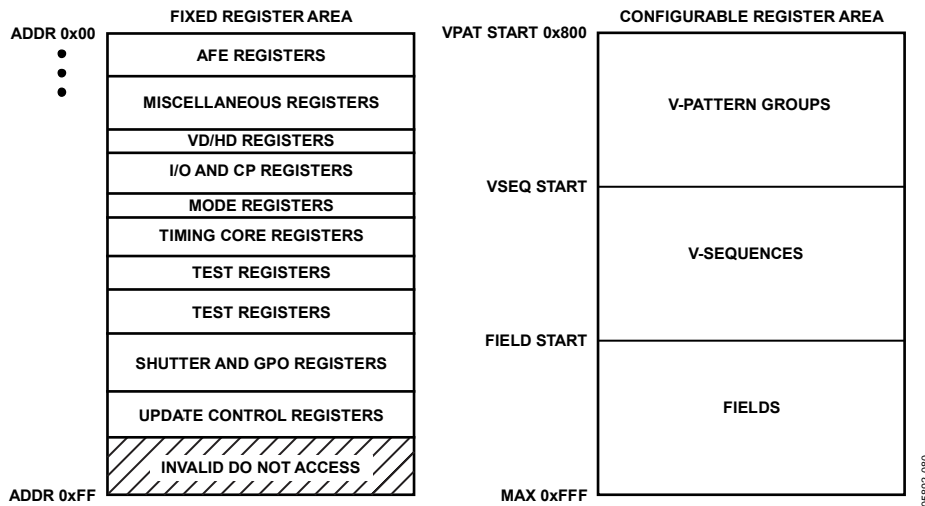 FIXED REGISTER AREA
ADDR 0x00
AFE REGISTERS
MISCELLANEOUS REGISTERS
VD/HD REGISTERS
I/O AND CP REGISTERS
MODE REGISTERS
TIMING CORE REGISTERS
TEST REGISTERS
TEST REGISTERS
SHUTTER AND GPO REGISTERS
UPDATE CONTROL REGISTERS
INVALID DO NOT ACCESS
ADDR 0xFF
CONFIGURABLE REGISTER AREA
VPAT START 0x800
V-PATTERN GROUPS
VSEQ START
V-SEQUENCES
FIELD START
FIELDS
MAX 0xFFF